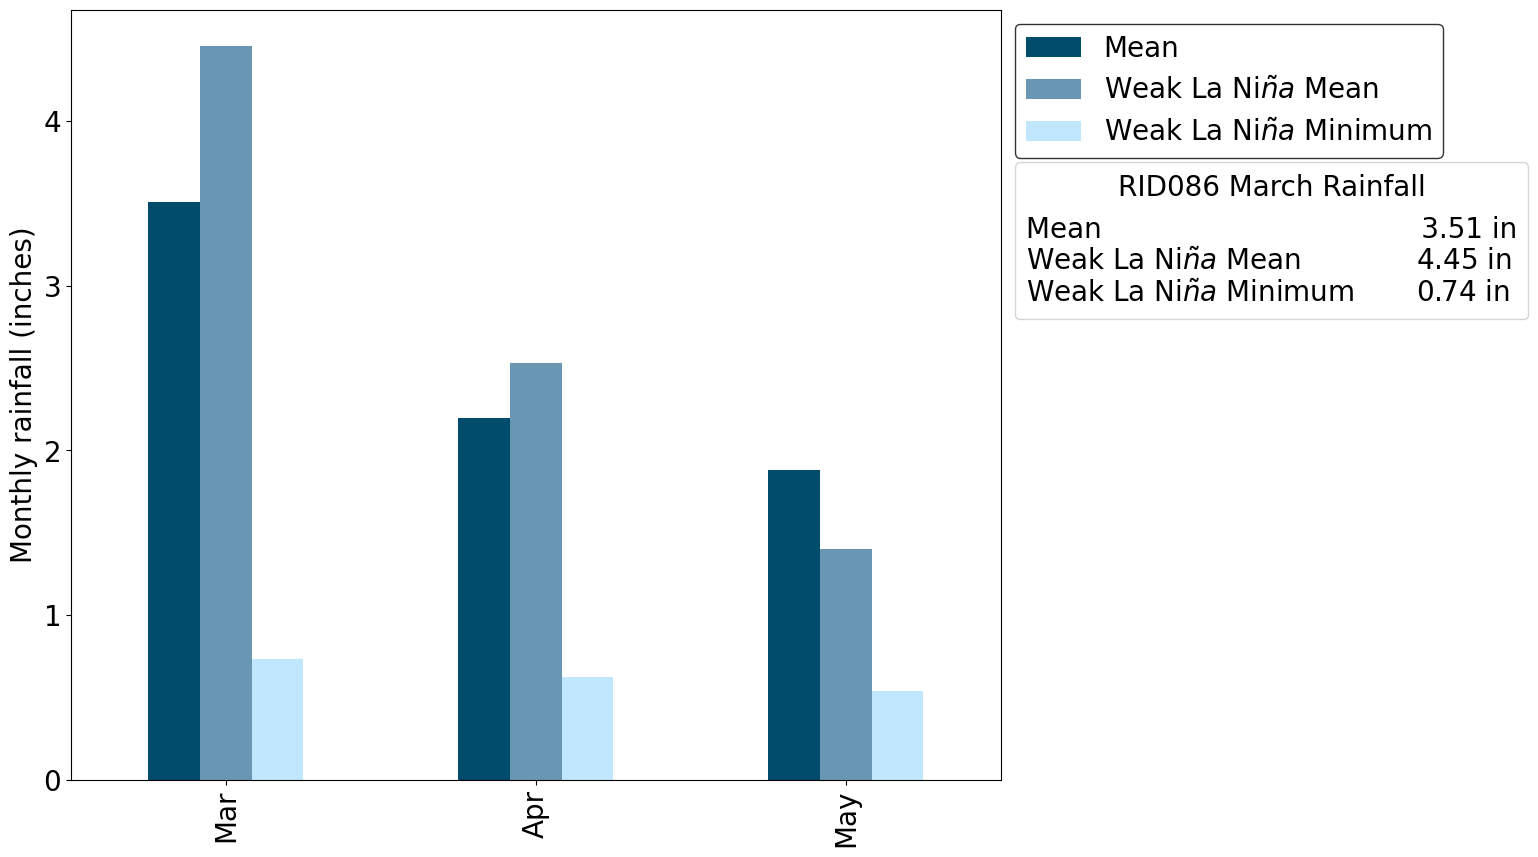 Monthly rainfall (inches)
4
3
2
1
0
Mar
Apr
May
Mean
Weak La Niña Mean
Weak La Niña Minimum
RID086 March Rainfall
Mean 3.51 in
Weak La Niña Mean 4.45 in
Weak La Niña Minimum 0.74 in